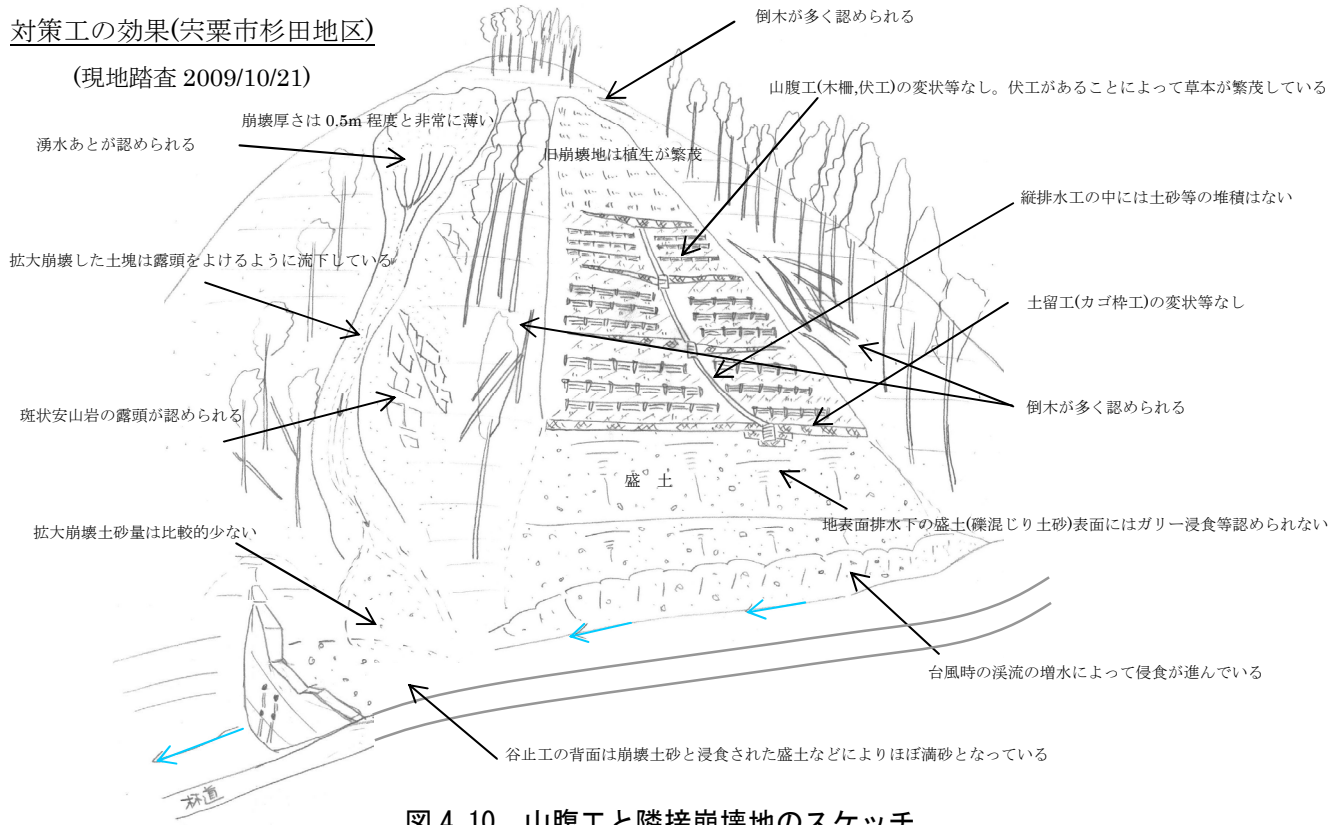 対策工の効果(宍粟市杉田地区)
(現地踏査 2009/10/21)
倒木が多く認められる
山腹工(木柵,伏工)の変状等なし。伏工があることによって草本が繁茂している
崩壊厚さは 0.5m 程度と非常に薄い
湧水あとが認められる
旧崩壊地は植生が繁茂
縦排水工の中には土砂等の堆積はない
拡大崩壊した土塊は露頭をよけるように流下している
土留工(カゴ枠工)の変状等なし
斑状安山岩の露頭が認められる
倒木が多く認められる
盛 土
地表面排水下の盛土(礫混じり土砂)表面にはガリー浸食等認められない
拡大崩壊土砂量は比較的少ない
台風時の渓流の増水によって侵食が進んでいる
谷止工の背面は崩壊土砂と浸食された盛土などによりほぼ満砂となっている
林道
図 4.10 山腹工と隣接崩壊地のスケッチ